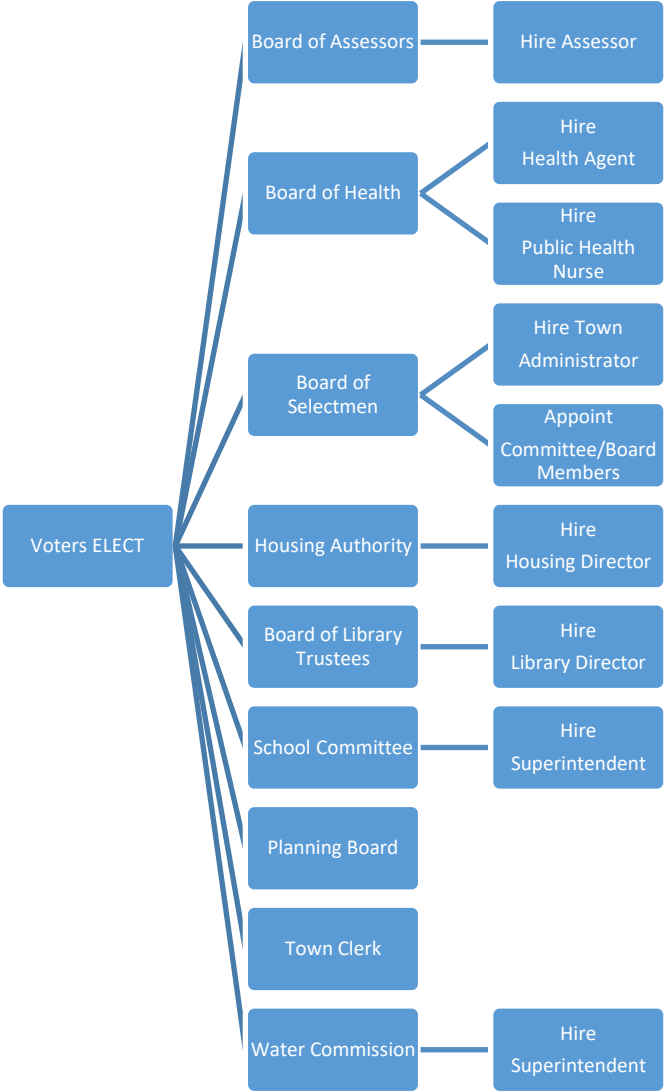 Board of Assessors
Hire Assessor
Hire
Health Agent
Board of Health
Hire
Public Health
Nurse
Hire Town
Administrator
Board of
Selectmen
Appoint
Committee/Board
Members
Voters ELECT
Housing Authority
Hire
Housing Director
Board of Library
Trustees
Hire
Library Director
School Committee
Hire
Superintendent
Planning Board
Town Clerk
Water Commission
Hire
Superintendent